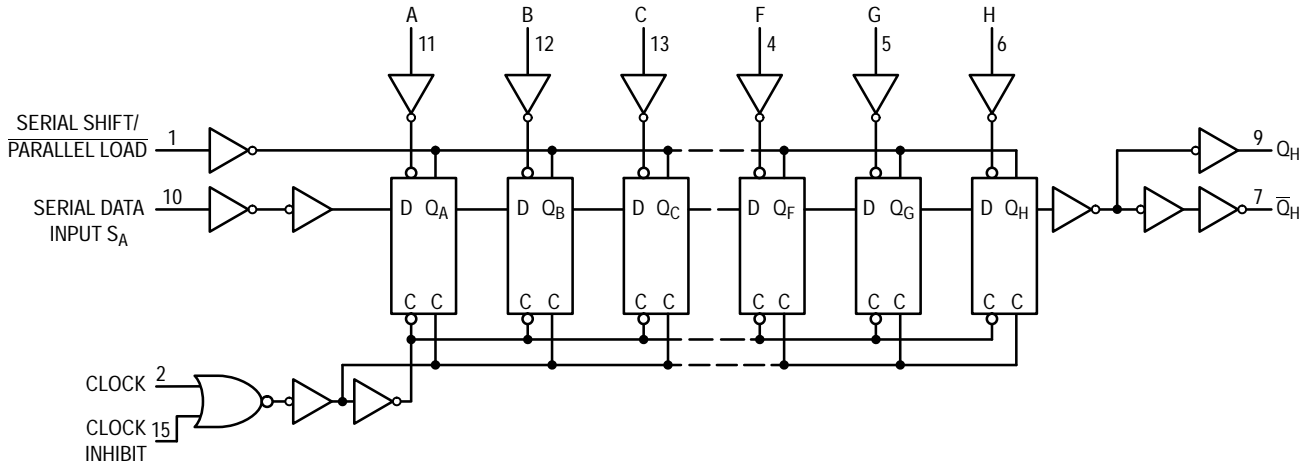 A B C F G H
11 12 13 4 5 6
SERIAL SHIFT/
PARALLEL LOAD 1
9 QH
SERIAL DATA
INPUT SA 10
D QA D QB D QC D QF D QG D QH
7 QH
C C C C C C C C C C C C
CLOCK 2
CLOCK
INHIBIT 15